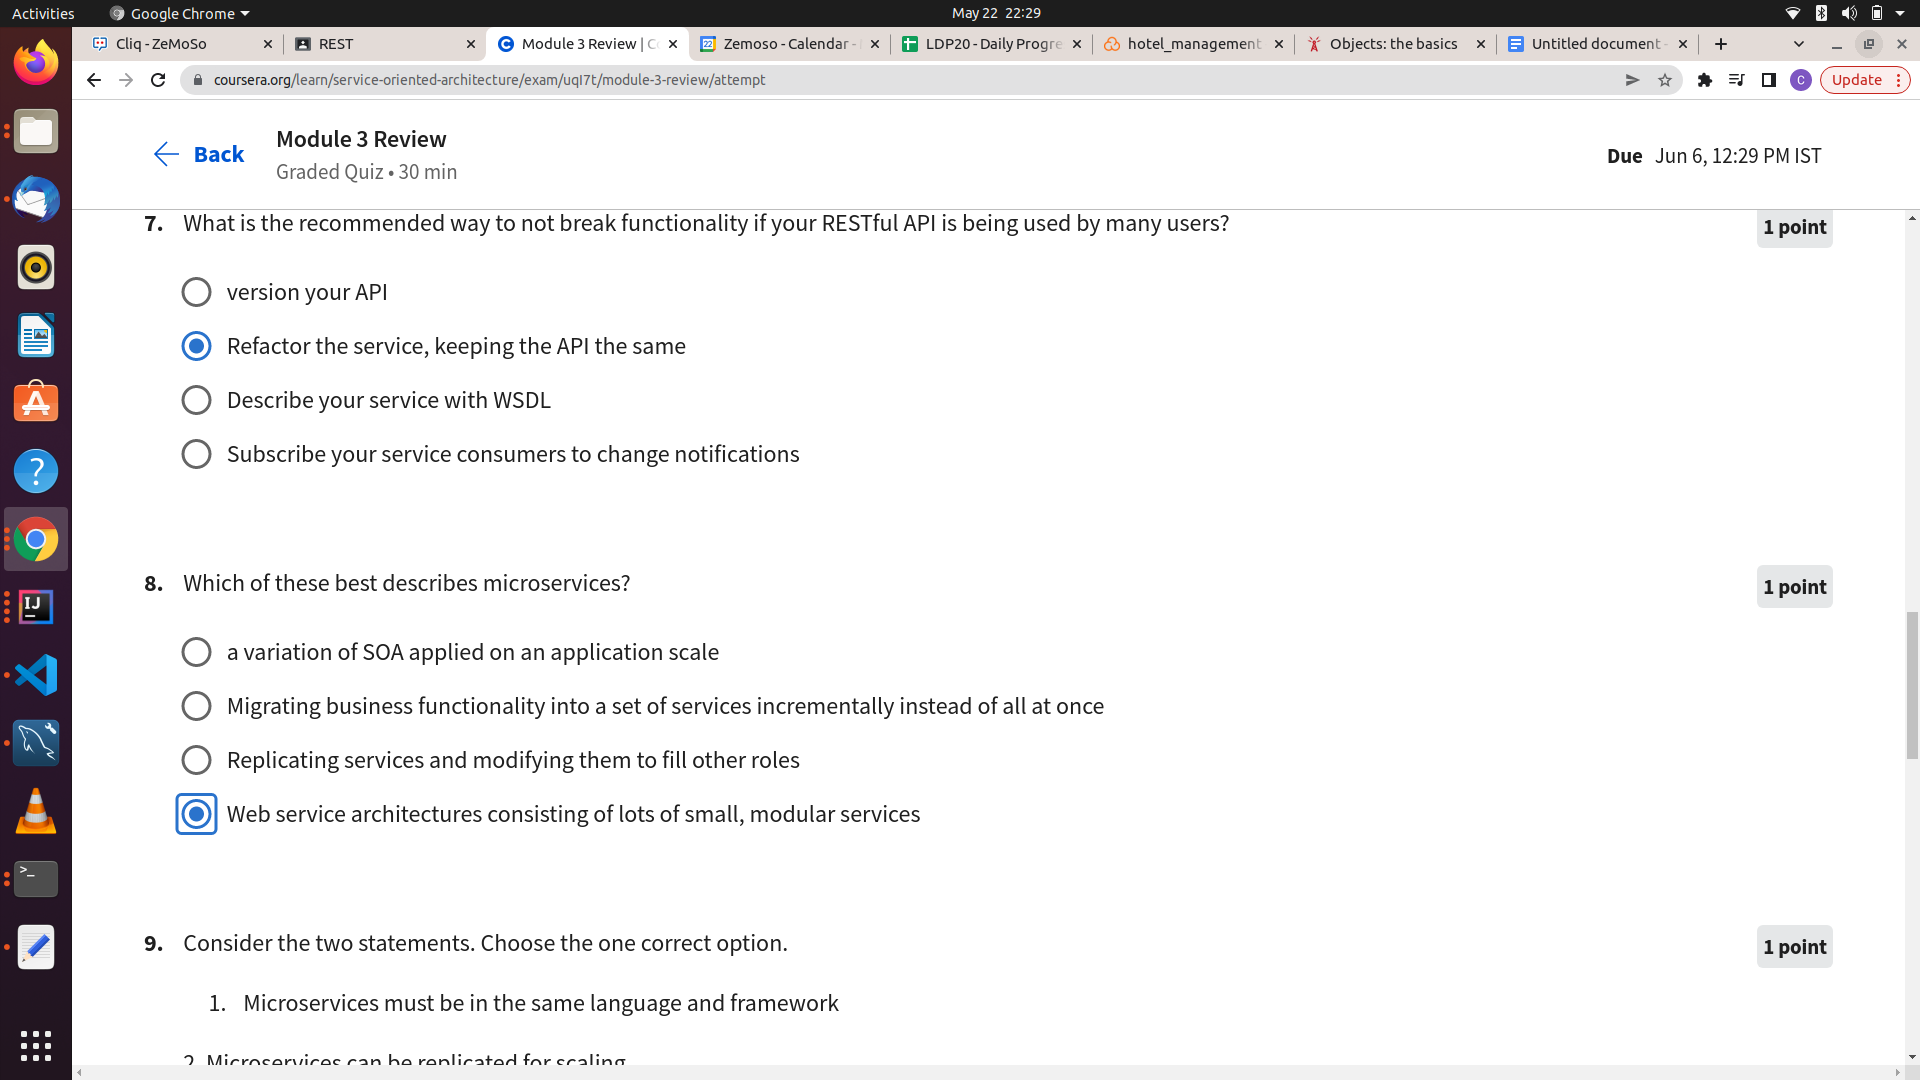 Activities
Google Chrome
May 22 22:29
Cliq - ZeMoSo
REST
Module 3 Review | C
Zemoso - Calendar -
LDP20 - Daily Progre
hotel_management
Objects: the basics
Untitled document -
coursera.org/learn/service-oriented-architecture/exam/uqI7t/module-3-review/attempt
C
Update
Back
Module 3 Review
Graded Quiz • 30 min
Due Jun 6, 12:29 PM IST
7. What is the recommended way to not break functionality if your RESTful API is being used by many users?
1 point
version your API
Refactor the service, keeping the API the same
Describe your service with WSDL
Subscribe your service consumers to change notifications
8. Which of these best describes microservices?
1 point
a variation of SOA applied on an application scale
Migrating business functionality into a set of services incrementally instead of all at once
Replicating services and modifying them to fill other roles
Web service architectures consisting of lots of small, modular services
9. Consider the two statements. Choose the one correct option.
1 point
1. Microservices must be in the same language and framework
2. Microservices can be replicated for scaling